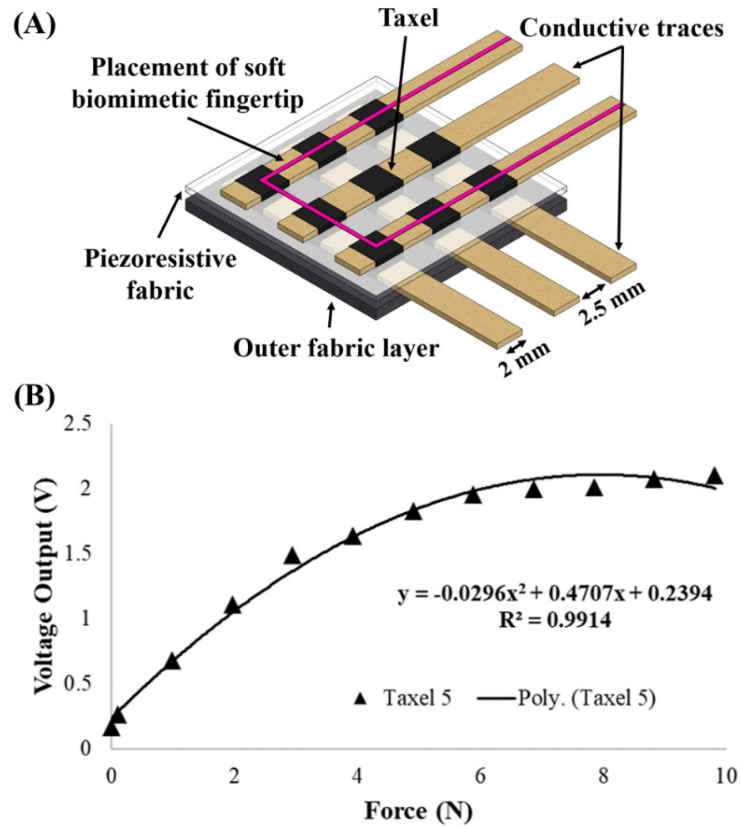 (A)
Taxel
Conductive traces
Placement of soft
biomimetic fingertip
Piezoresistive
fabric
Outer fabric layer
2 mm
2.5 mm
(B)
2.5
2
1.5
1
0.5
0
Voltage Output (V)
y = -0.0296x² + 0.4707x + 0.2394
R² = 0.9914
Taxel 5
Poly. (Taxel 5)
0 2 4 6 8 10
Force (N)